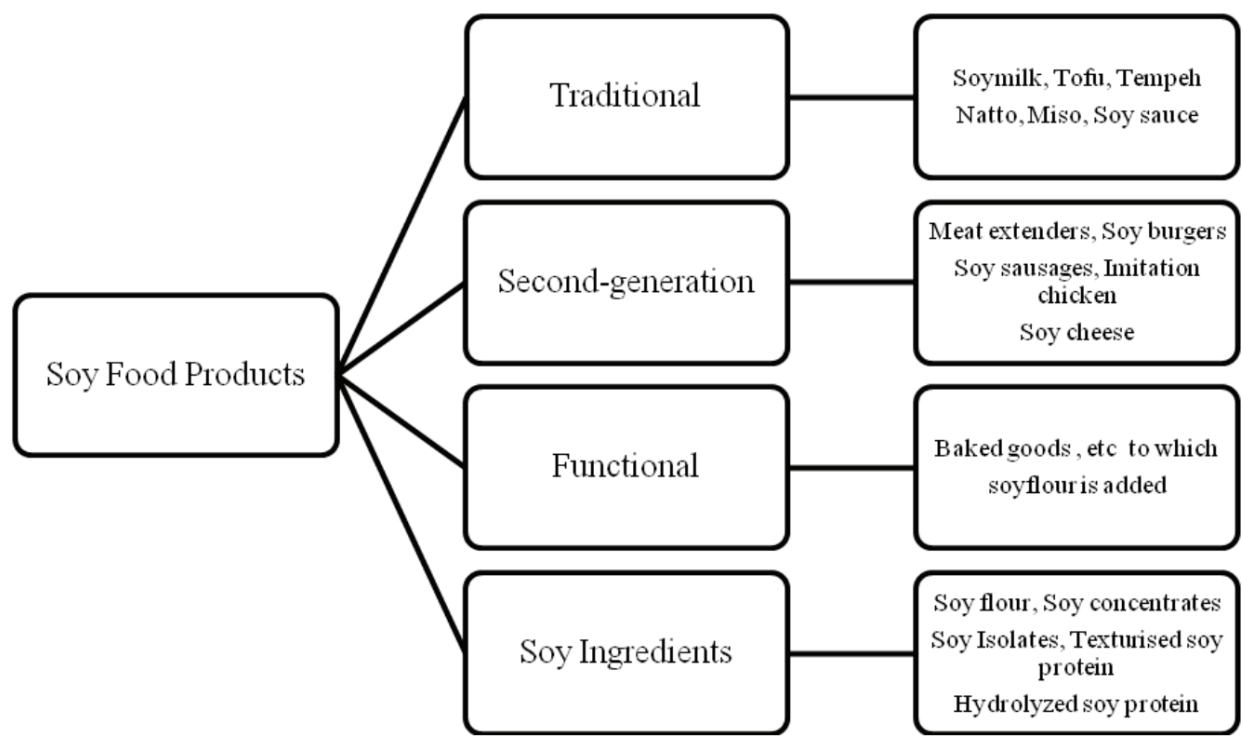 Soy Food Products
Traditional
Soymilk, Tofu, Tempeh
Natto, Miso, Soy sauce
Second-generation
Meat extenders, Soy burgers
Soy sausages, Imitation
chicken
Soy cheese
Functional
Baked goods , etc to which
soyflour is added
Soy Ingredients
Soy flour, Soy concentrates
Soy Isolates, Texturised soy
protein
Hydrolyzed soy protein